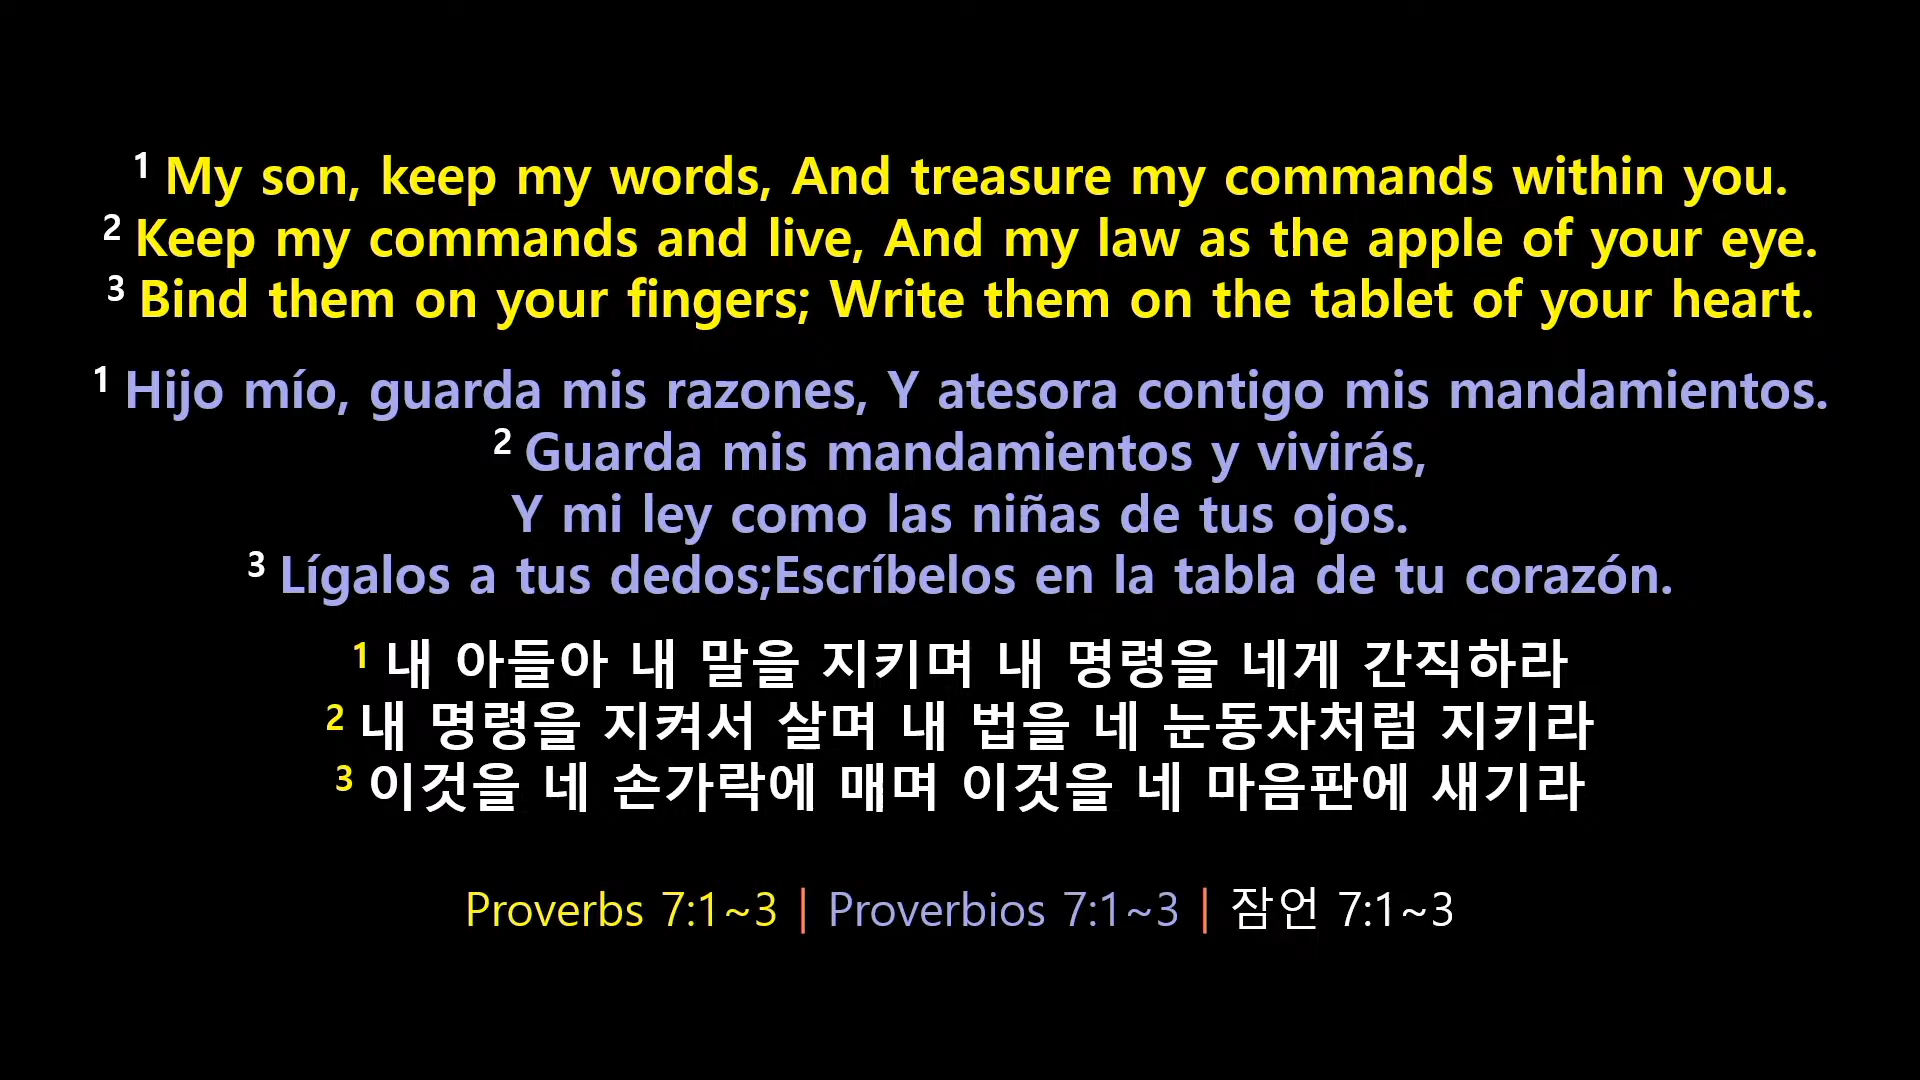 1 My son, keep my words, And treasure my commands within you.
2 Keep my commands and live, And my law as the apple of your eye.
3 Bind them on your fingers; Write them on the tablet of your heart.
1 Hijo mío, guarda mis razones, Y atesora contigo mis mandamientos.
2 Guarda mis mandamientos y vivirás,
Y mi ley como las niñas de tus ojos.
3 Lígalos a tus dedos;Escríbelos en la tabla de tu corazón.
1 내 아들아 내 말을 지키며 내 명령을 네게 간직하라
2 내 명령을 지켜서 살며 내 법을 네 눈동자처럼 지키라
3 이것을 네 손가락에 매며 이것을 네 마음판에 새기라
Proverbs 7:1~3 | Proverbios 7:1~3 | 잠언 7:1~3